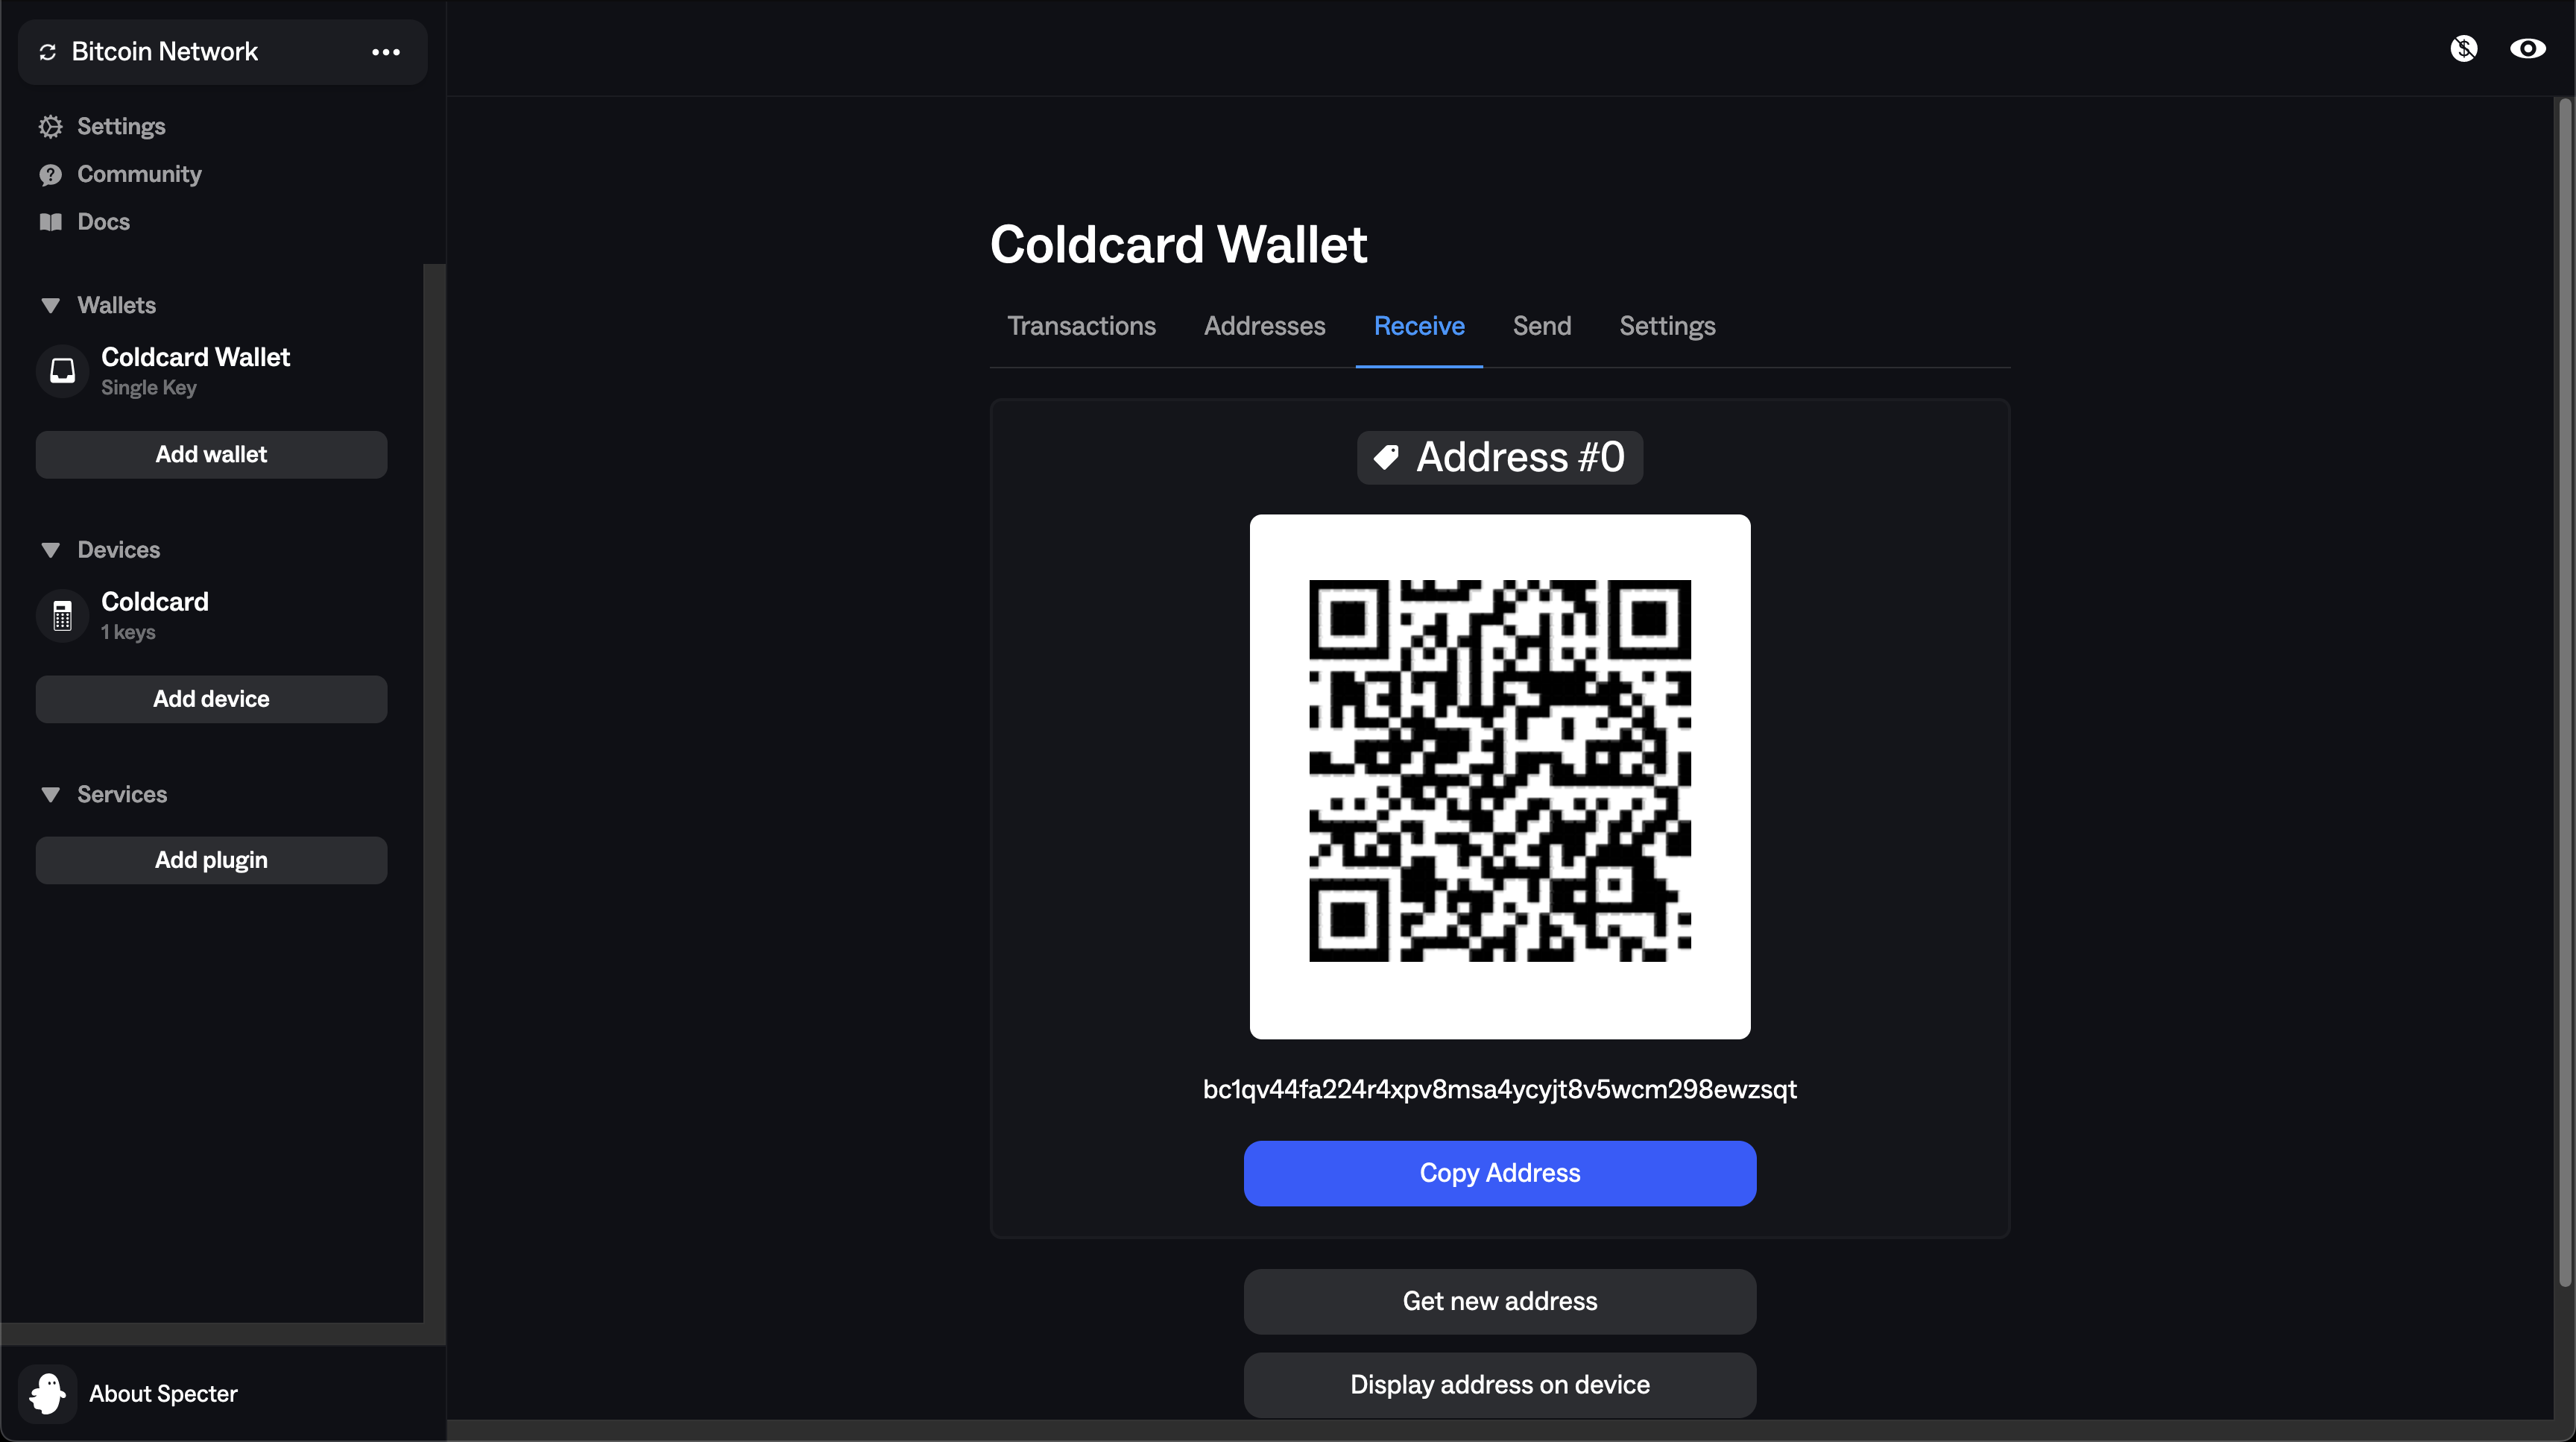 Bitcoin Network
Settings
Community
Docs
Wallets
Coldcard Wallet
Single Key
Add wallet
Devices
Coldcard
1 keys
Add device
Services
Add plugin
About Specter
Coldcard Wallet
Transactions
Addresses
Receive
Send
Settings
Address #0
bc1qv44fa224r4xpv8msa4ycyjt8v5wcm298ewzsqt
Copy Address
Get new address
Display address on device